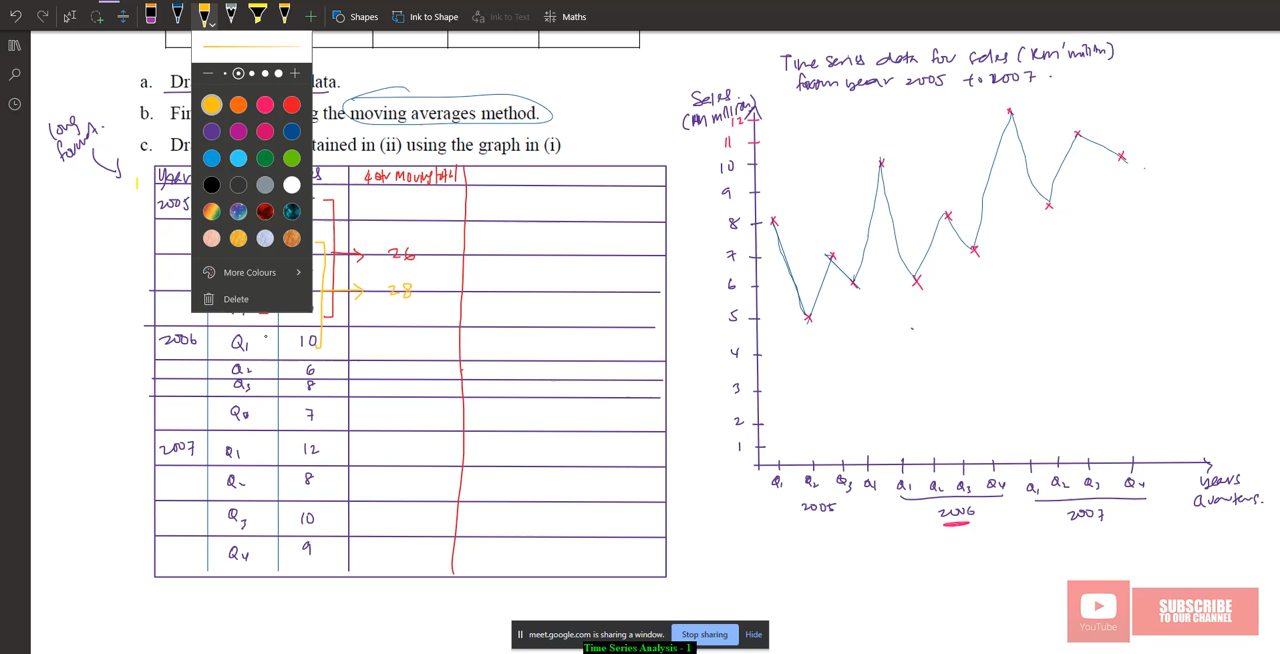 Shapes
Ink to Shape
Ink to Text
Maths
a. Dr
data.
b. Fin
g the moving averages method.
c. Dr
tained in (ii) using the graph in (i)
long format.
More Colours
Delete
Year
4 Qtr Moving total
2005
26
28
2006 Q1 10
Q2 6
Q3 8
Q4 7
2007 Q1 12
Q2 8
Q3 10
Q4 9
Time series data for sales (RM'million)
from year 2005 to 2007.
Sales
(RM million)
12
11
10
9
8
7
6
5
4
3
2
1
Q1 Q2 Q3 Q4 Q1 Q2 Q3 Q4 Q1 Q2 Q3 Q4
2005 2006 2007
years
Quarters.
YouTube
SUBSCRIBE
TO OUR CHANNEL
meet.google.com is sharing a window.
Stop sharing
Hide
Time Series Analysis - 1